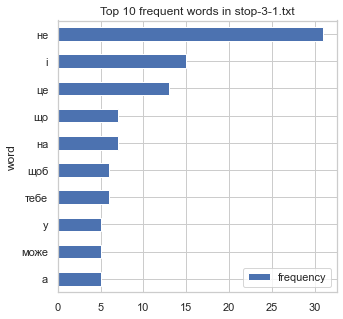 Top 10 frequent words in stop-3-1.txt
word
не
і
це
що
на
щоб
тебе
у
може
а
frequency
0 5 10 15 20 25 30